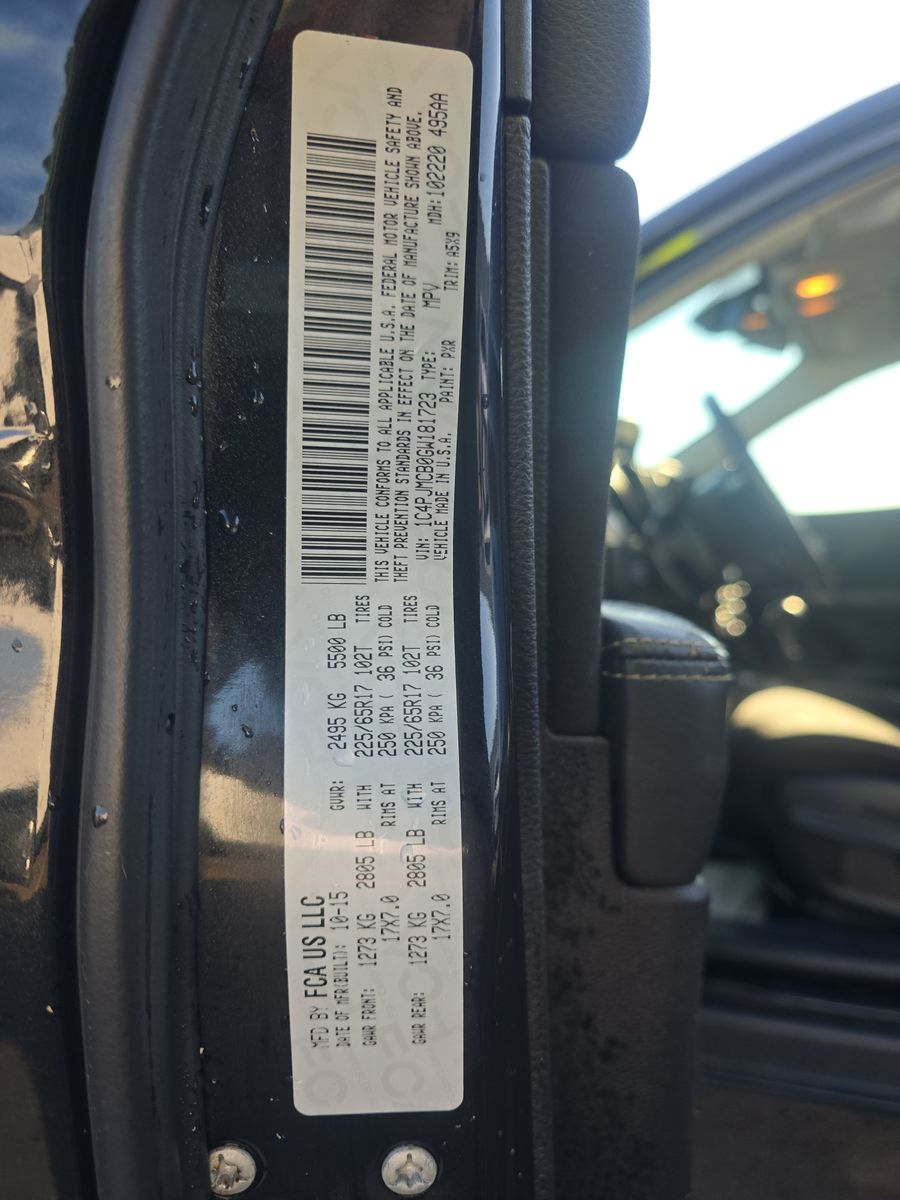 MFD BY FCA US LLC
DATE OF MFR(BUILT): 10-15 GVWR: 2495 KG 5500 LB
GAWR FRONT: 1273 KG 2805 LB WITH 225/65R17 102T TIRES
17X7.0 RIMS AT 250 KPA ( 36 PSI) COLD
GAWR REAR: 1273 KG 2805 LB WITH 225/65R17 102T TIRES
17X7.0 RIMS AT 250 KPA ( 36 PSI) COLD
THIS VEHICLE CONFORMS TO ALL APPLICABLE U.S.A. FEDERAL MOTOR VEHICLE SAFETY AND
THEFT PREVENTION STANDARDS IN EFFECT ON THE DATE OF MANUFACTURE SHOWN ABOVE.
VIN: 1C4PJMCB0GW181723 TYPE: MPV MDH:102220 495AA
VEHICLE MADE IN U.S.A. PAINT: PXR TRIM: A5X9